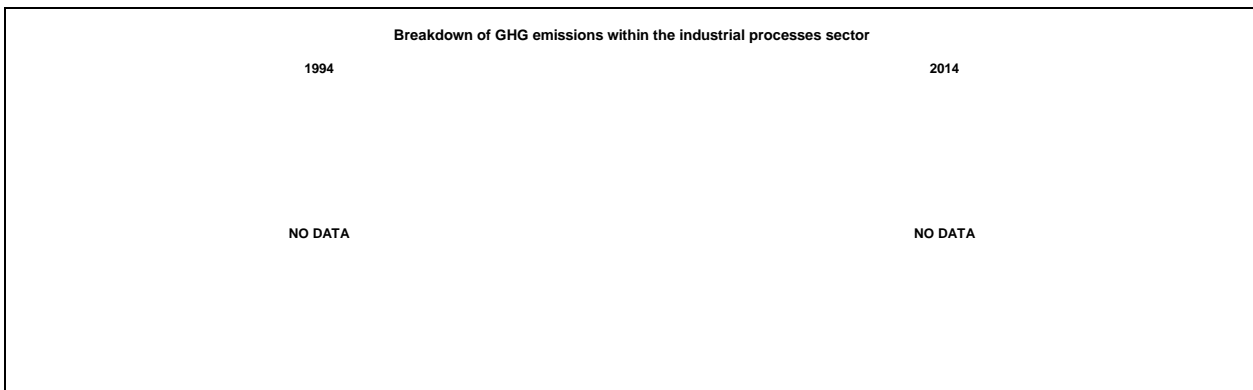 Breakdown of GHG emissions within the industrial processes sector
1994
2014
NO DATA
NO DATA